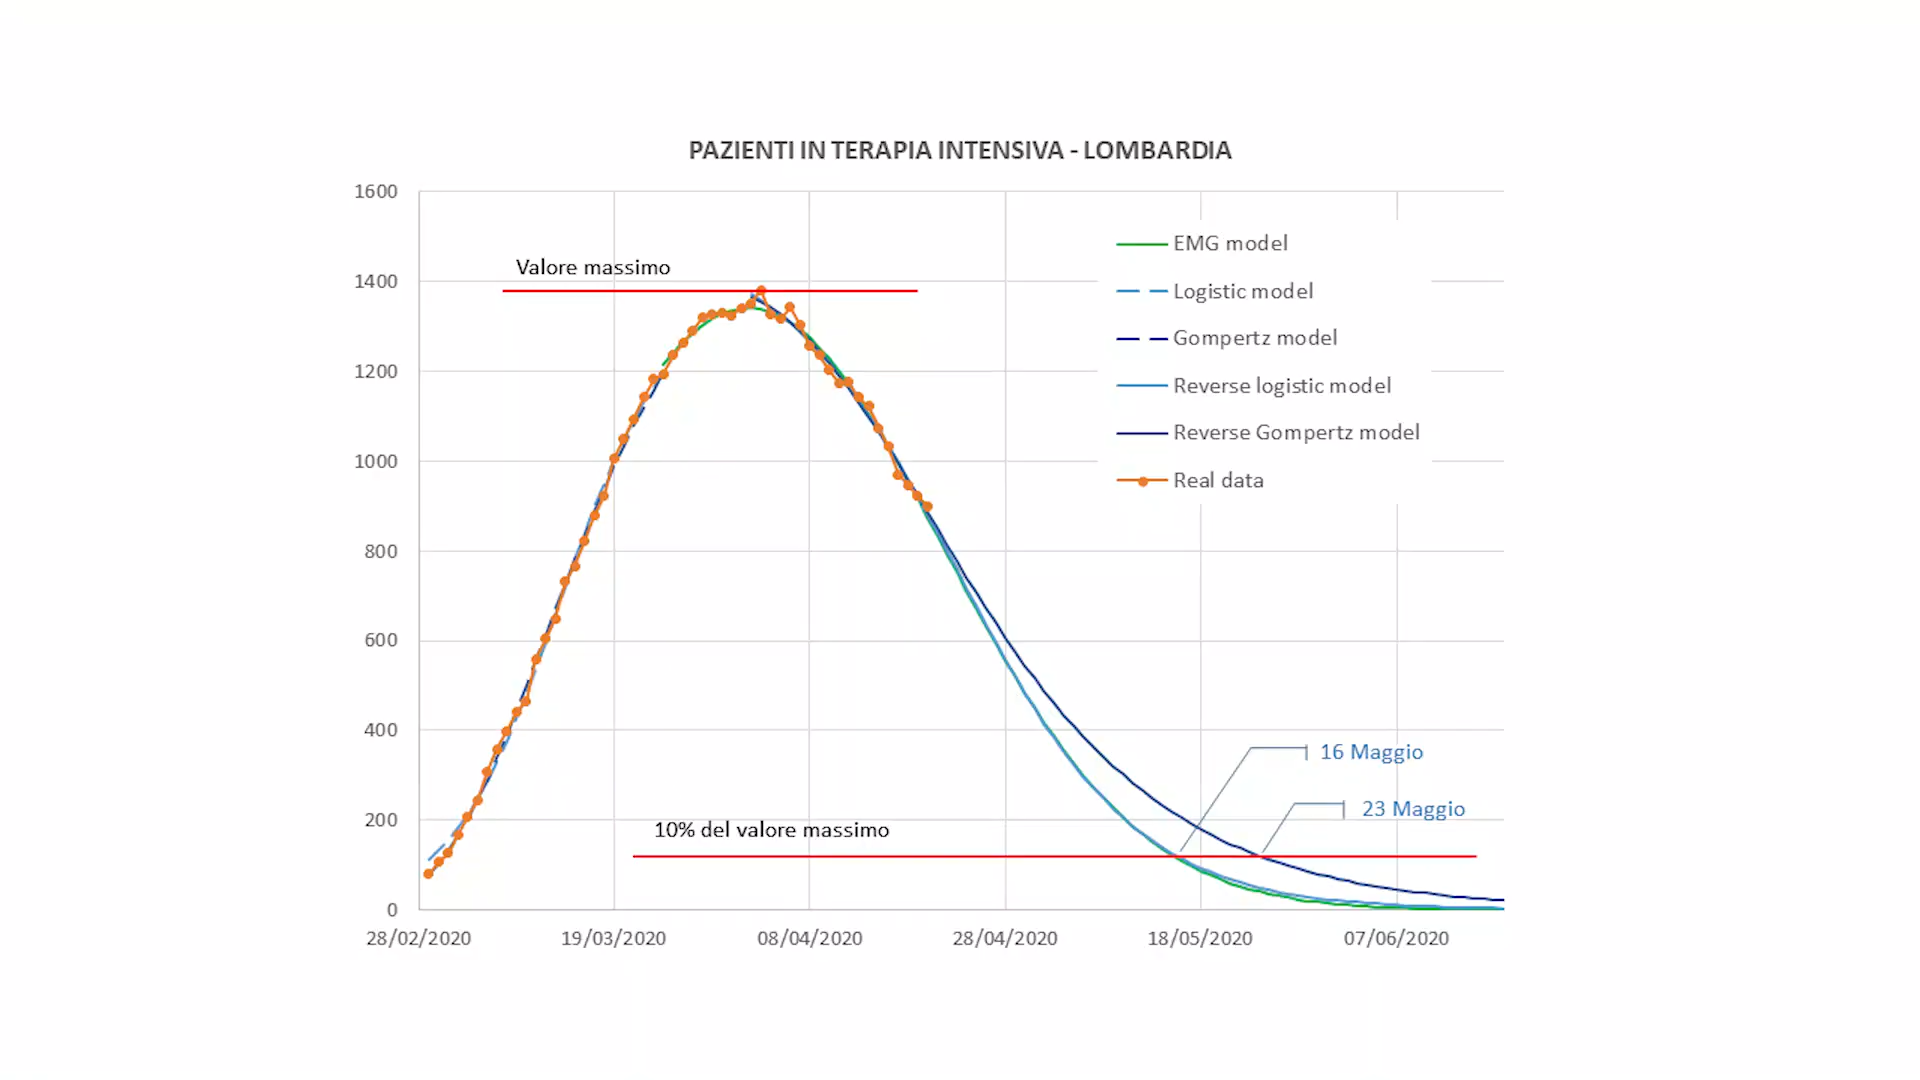 PAZIENTI IN TERAPIA INTENSIVA - LOMBARDIA
1600
1400
1200
1000
800
600
400
200
0
Valore massimo
EMG model
Logistic model
Gompertz model
Reverse logistic model
Reverse Gompertz model
Real data
16 Maggio
23 Maggio
10% del valore massimo
28/02/2020
19/03/2020
08/04/2020
28/04/2020
18/05/2020
07/06/2020